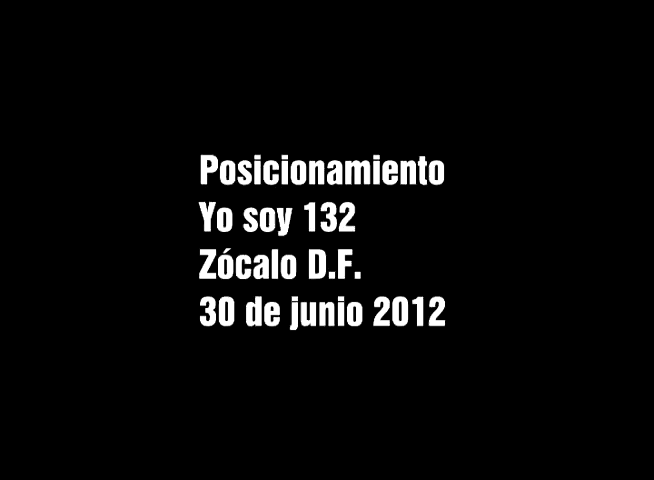 Posicionamiento
Yo soy 132
Zócalo D.F.
30 de junio 2012